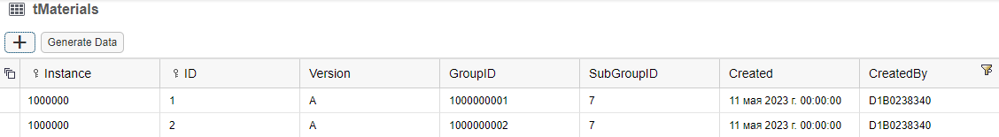 tMaterials
Generate Data
Instance ID Version GroupID SubGroupID Created CreatedBy
1000000 1 A 1000000001 7 11 мая 2023 г. 00:00:00 D1B0238340
1000000 2 A 1000000002 7 11 мая 2023 г. 00:00:00 D1B0238340